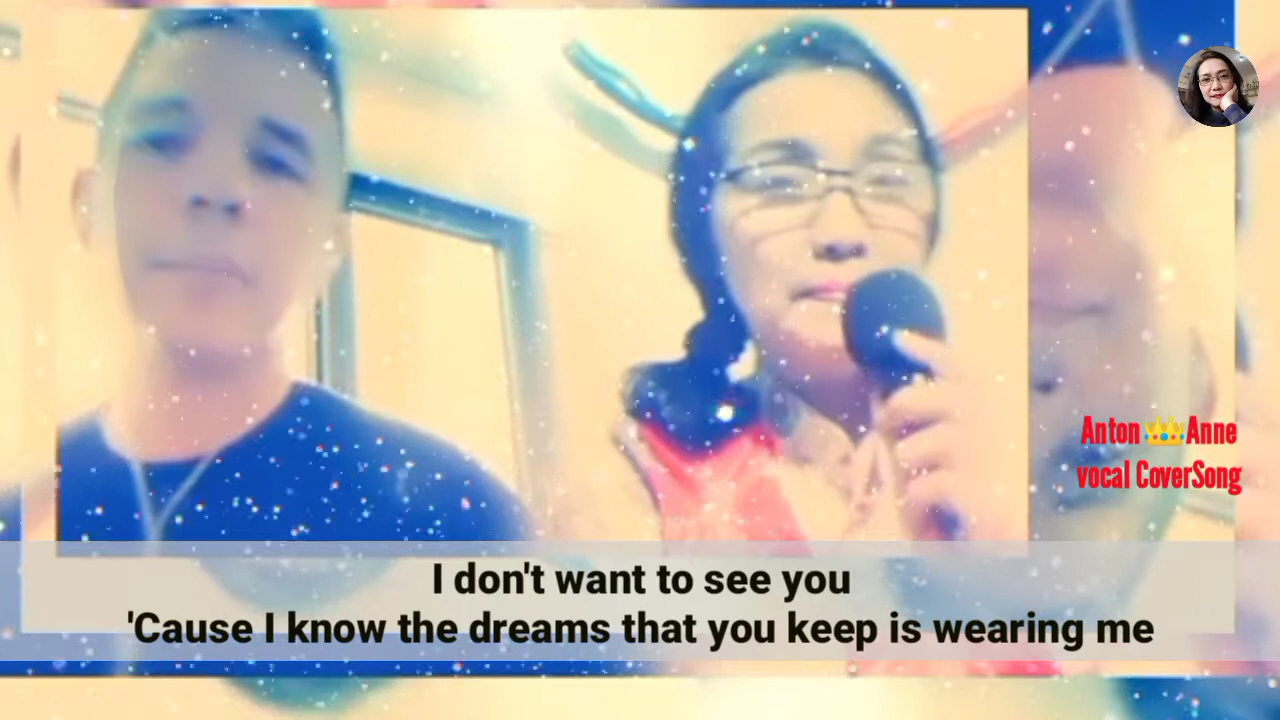 Anton 👑Anne
vocal CoverSong
I don't want to see you
'Cause I know the dreams that you keep is wearing me